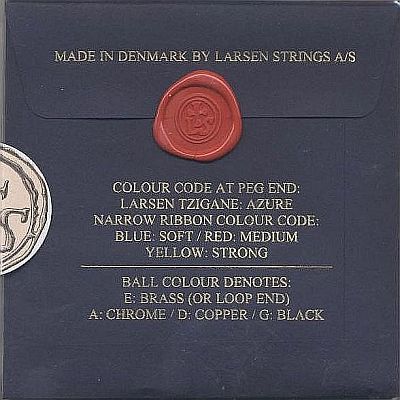 MADE IN DENMARK BY LARSEN STRINGS A/S
COLOUR CODE AT PEG END:
LARSEN TZIGANE: AZURE
NARROW RIBBON COLOUR CODE:
BLUE: SOFT / RED: MEDIUM
YELLOW: STRONG
BALL COLOUR DENOTES:
E: BRASS (OR LOOP END)
A: CHROME / D: COPPER / G: BLACK